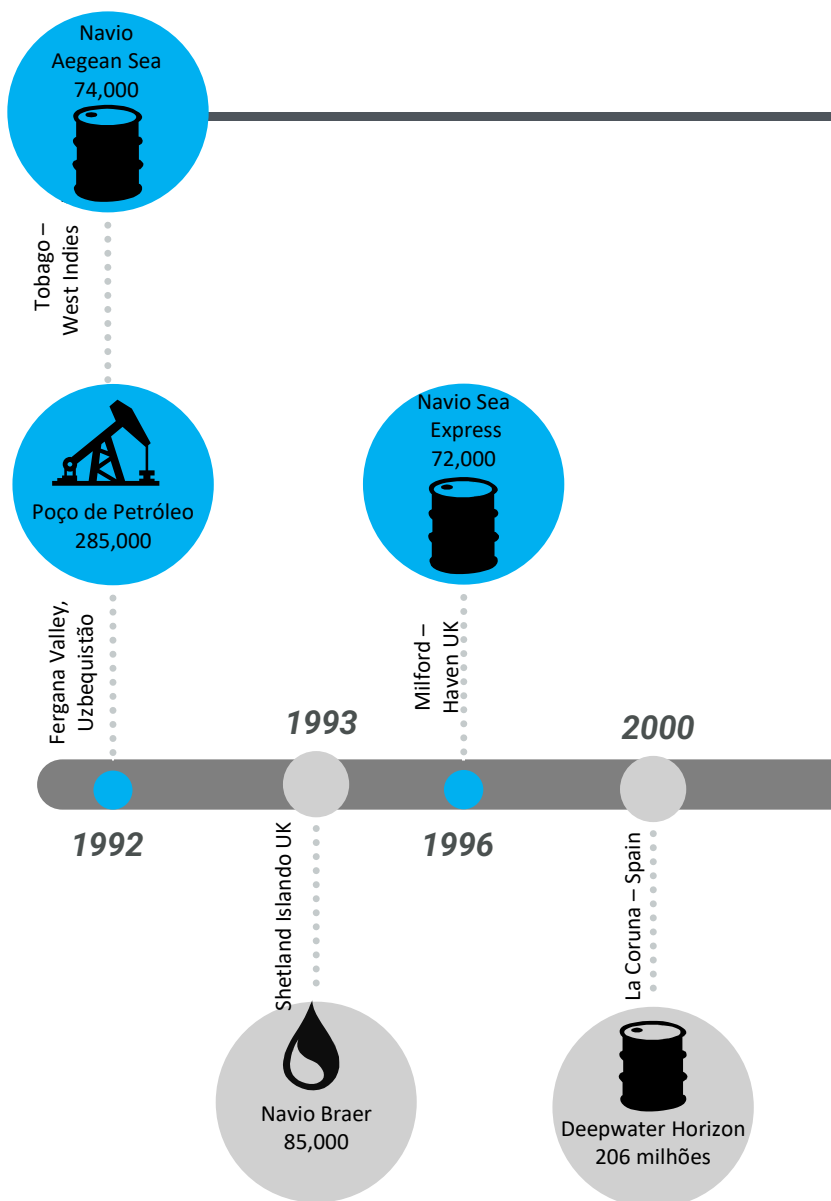 Navio
Aegean Sea
74,000
Tobago –
West Indies
Poço de Petróleo
285,000
Navio Sea
Express
72,000
Fergana Valley,
Uzbequistão
Milford –
Haven UK
1993
2000
1992
1996
Shetland Islando UK
La Coruna – Spain
Navio Braer
85,000
Deepwater Horizon
206 milhões